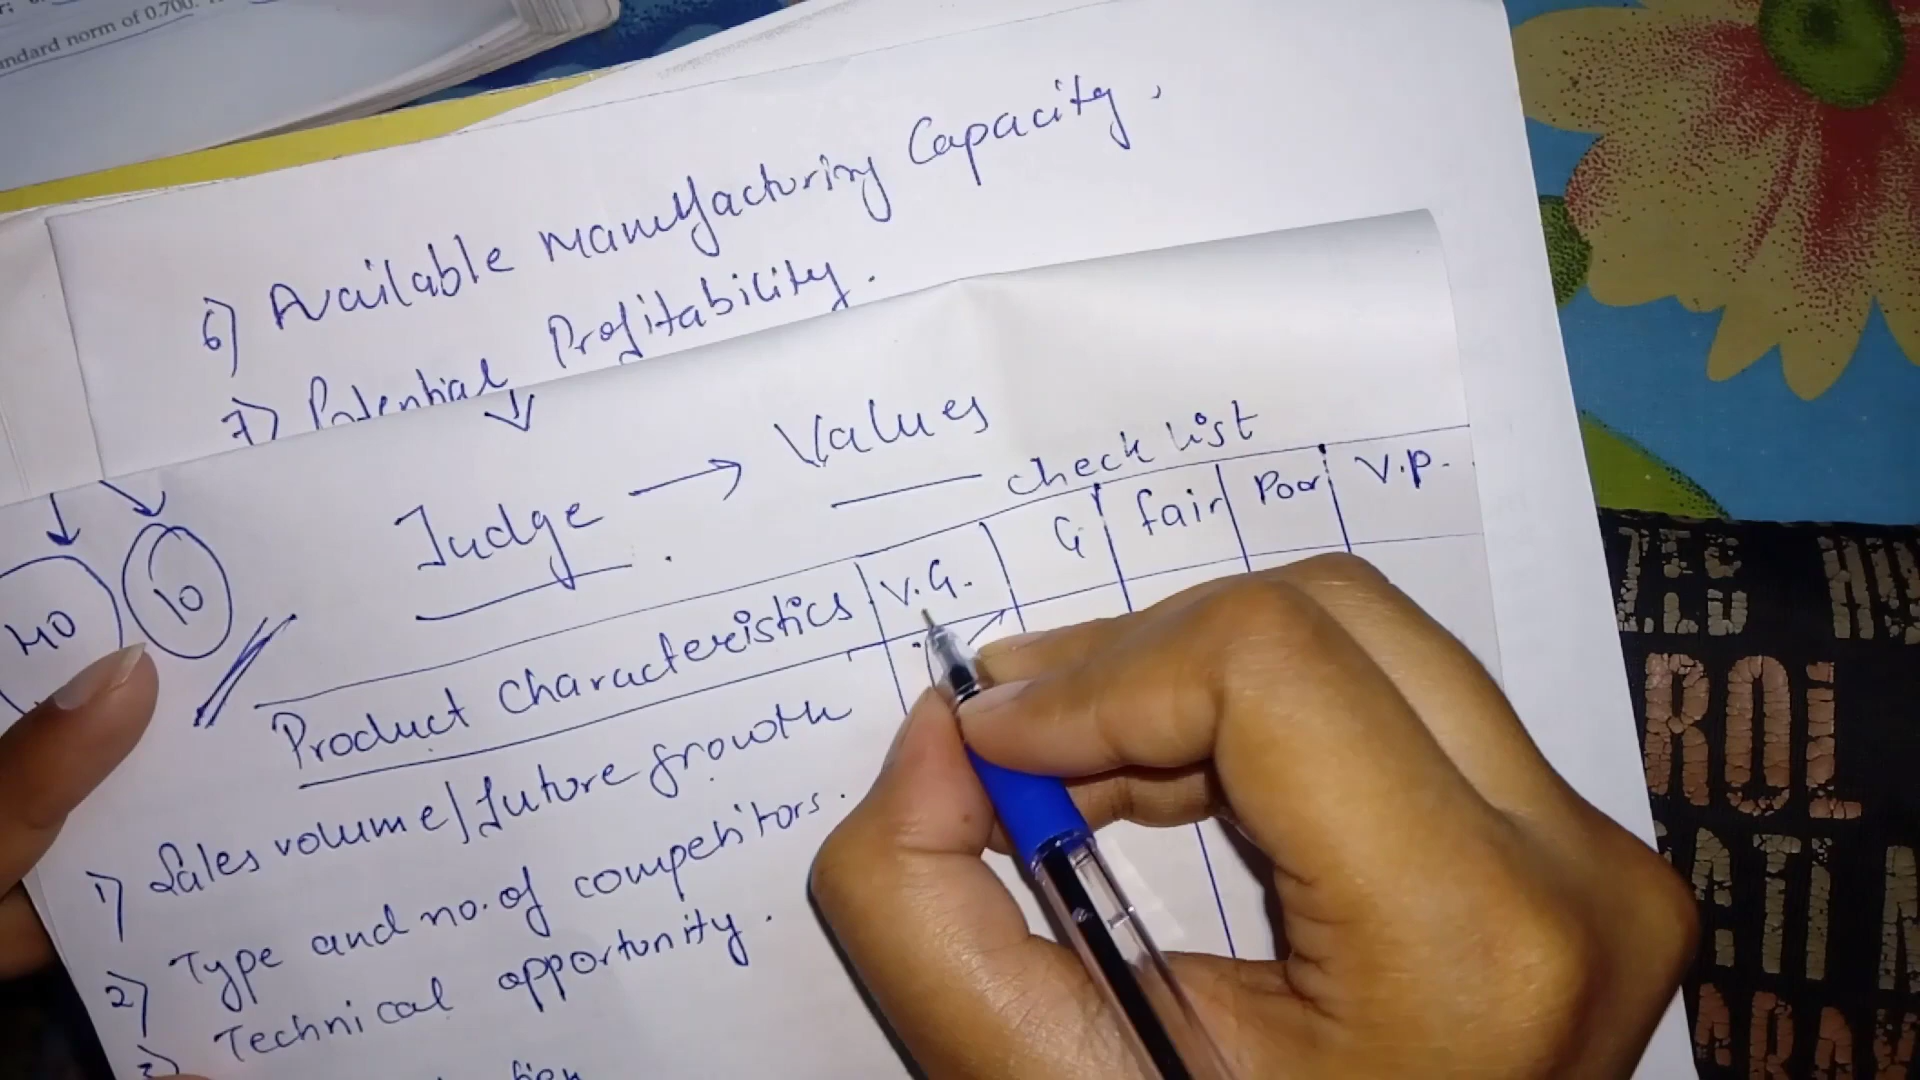 andard norm of 0.700.
6) Available Manufacturing Capacity.
7) Potential Profitability.
Judge → Values
check list
40
10
Product characteristics V.G. G fair Poor V.P.
1) Sales volume/future growth
2) Type and no. of competitors.
3) Technical opportunity.